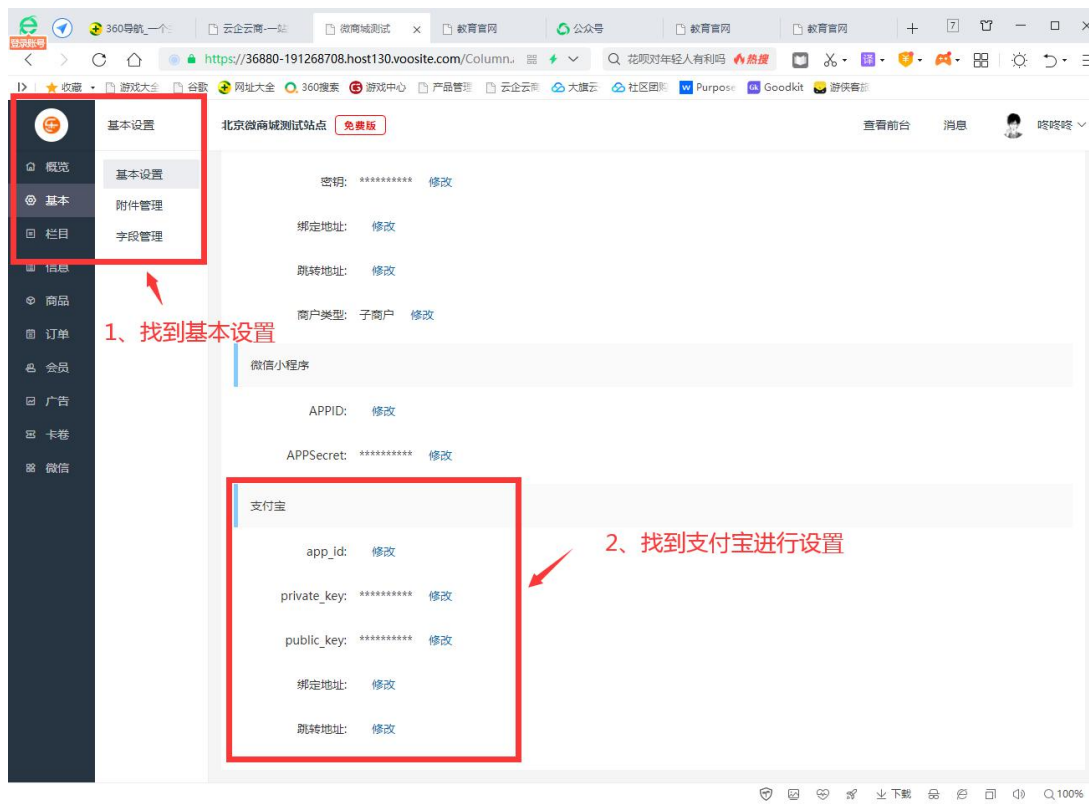 登录账号
360导航_一个
云企云商-一站
微商城测试
教育官网
公众号
教育官网
教育官网
7
https://36880-191268708.host130.voosite.com/Column.
花呗对年轻人有利吗 热搜
译
收藏 游戏大全 谷歌 网址大全 360搜索 游戏中心 产品管理 云企云商 大旗云 社区团购 Purpose Goodkit 游侠客旅
基本设置 北京微商城测试站点 免费版 查看前台 消息 咚咚咚
概览
基本
栏目
信息
商品
订单
会员
广告
卡卷
微信
基本设置
附件管理
字段管理
1、找到基本设置
密钥: ********** 修改
绑定地址: 修改
跳转地址: 修改
商户类型: 子商户 修改
微信小程序
APPID: 修改
APPSecret: ********** 修改
支付宝
app_id: 修改
private_key: ********** 修改
public_key: ********** 修改
绑定地址: 修改
跳转地址: 修改
2、找到支付宝进行设置
下载 100%